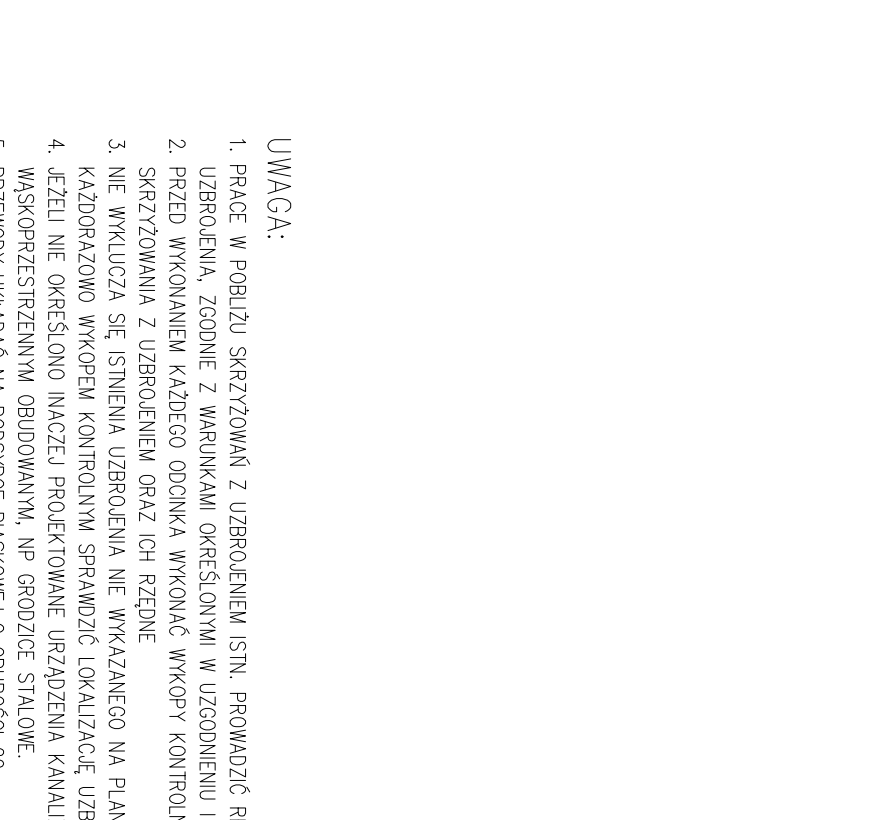 UWAGA:
1. PRACE W POBLIŻU SKRZYŻOWAŃ Z UZBROJENIEM ISTN. PROWADZIĆ
UZBROJENIA, ZGODNIE Z WARUNKAMI OKREŚLONYMI W UZGODNIENIU I
2. PRZED WYKONANIEM KAŻDEGO ODCINKA WYKONAĆ WYKOPY KONTROLN
SKRZYŻOWANIA Z UZBROJENIEM ORAZ ICH RZĘDNE
3. NIE WYKLUCZA SIĘ ISTNIENIA UZBROJENIA NIE WYKAZANEGO NA PLAN
KAŻDORAZOWO WYKOPEM KONTROLNYM SPRAWDZIĆ LOKALIZACJĘ UZB
4. JEŻELI NIE OKREŚLONO INACZEJ PROJEKTOWANE URZĄDZENIA KANALI
WĄSKOPRZESTRZENNYM OBUDOWANYM, NP GRODZICE STALOWE.